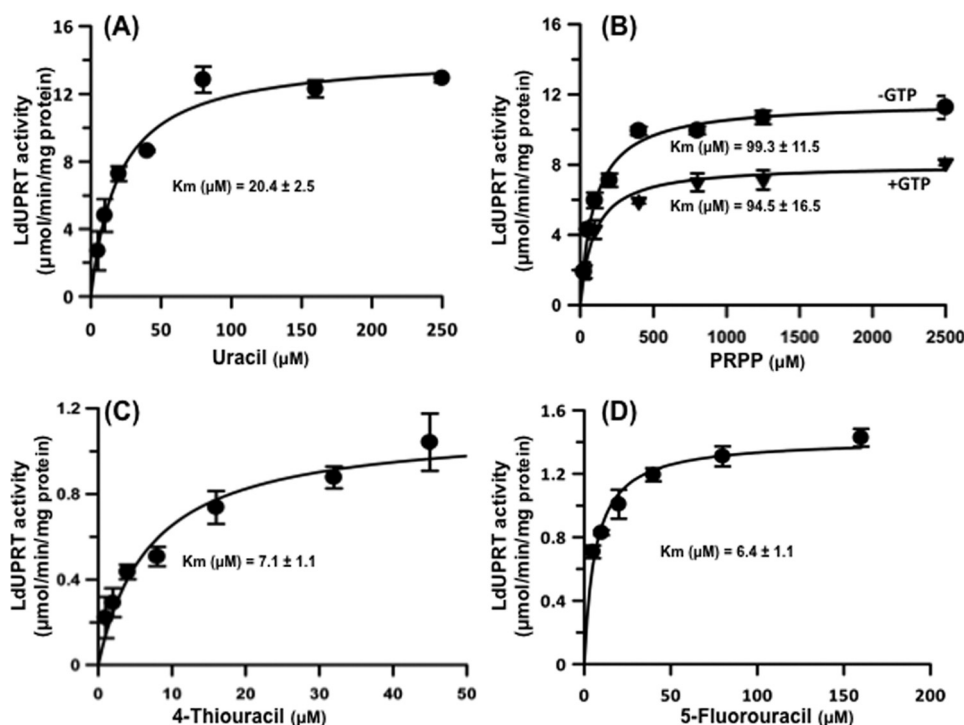 (A)
LdUPRT activity
(µmol/min/mg protein)
16
12
8
4
0
Km (µM) = 20.4 ± 2.5
0 50 100 150 200 250
Uracil (µM)
(B)
LdUPRT activity
(µmol/min/mg protein)
16
12
8
4
0
-GTP
Km (µM) = 99.3 ± 11.5
+GTP
Km (µM) = 94.5 ± 16.5
0 500 1000 1500 2000 2500
PRPP (µM)
(C)
LdUPRT activity
(µmol/min/mg protein)
1.2
0.8
0.4
0
Km (µM) = 7.1 ± 1.1
0 10 20 30 40 50
4-Thiouracil (µM)
(D)
LdUPRT activity
(µmol/min/mg protein)
1.6
1.2
0.8
0.4
0
Km (µM) = 6.4 ± 1.1
0 50 100 150 200
5-Fluorouracil (µM)